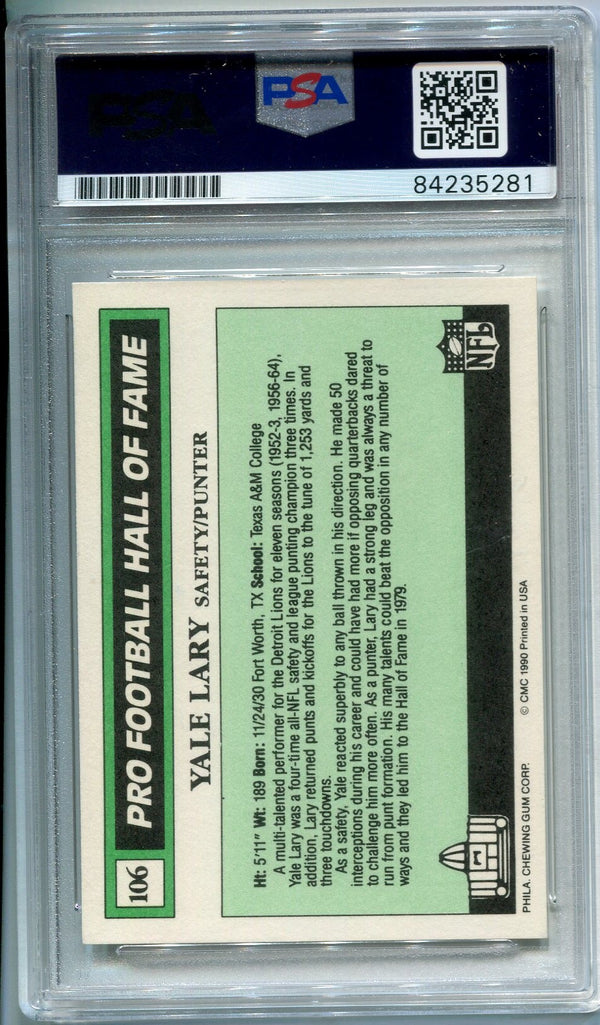 PSA
PSA
84235281
106
PRO FOOTBALL HALL OF FAME
YALE LARY SAFETY/PUNTER
Ht: 5'11" Wt: 189 Born: 11/24/30 Fort Worth, TX School: Texas A&M College
A multi-talented performer for the Detroit Lions for eleven seasons (1952-3, 1956-64),
Yale Lary was a four-time all-NFL safety and league punting champion three times. In
addition, Lary returned punts and kickoffs for the Lions to the tune of 1,253 yards and
three touchdowns.
As a safety, Yale reacted superbly to any ball thrown in his direction. He made 50
interceptions during his career and could have had more if opposing quarterbacks dared
to challenge him more often. As a punter, Lary had a strong leg and was always a threat to
run from punt formation. His many talents could beat the opposition in any number of
ways and they led him to the Hall of Fame in 1979.
NFL
PHILA. CHEWING GUM CORP.
© CMC 1990 Printed in USA